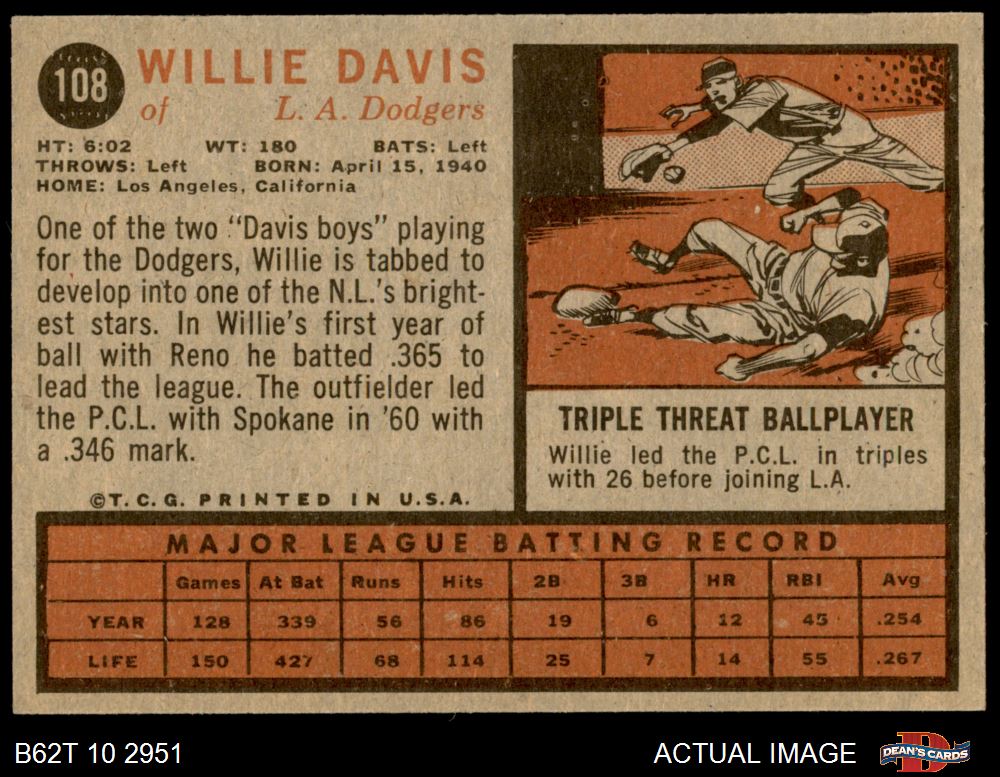 108
WILLIE DAVIS
of L. A. Dodgers
HT: 6:02 WT: 180 BATS: Left
THROWS: Left BORN: April 15, 1940
HOME: Los Angeles, California
One of the two "Davis boys" playing
for the Dodgers, Willie is tabbed to
develop into one of the N.L.'s bright-
est stars. In Willie's first year of
ball with Reno he batted .365 to
lead the league. The outfielder led
the P.C.L. with Spokane in '60 with
a .346 mark.
©T.C.G. PRINTED IN U.S.A.
TRIPLE THREAT BALLPLAYER
Willie led the P.C.L. in triples
with 26 before joining L.A.
MAJOR LEAGUE BATTING RECORD
Games At Bat Runs Hits 2B 3B HR RBI Avg
YEAR 128 339 56 86 19 6 12 45 .254
LIFE 150 427 68 114 25 7 14 55 .267
B62T 10 2951
ACTUAL IMAGE
DEAN'S CARDS